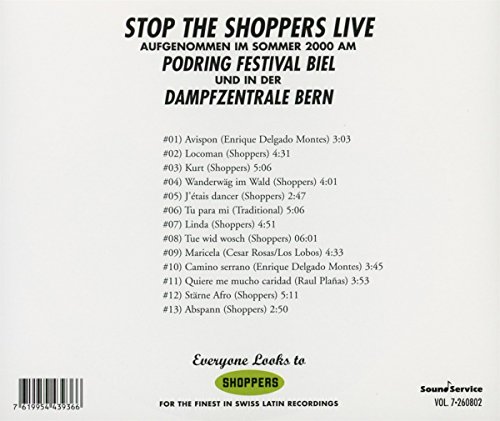 STOP THE SHOPPERS LIVE
AUFGENOMMEN IM SOMMER 2000 AM
PODRING FESTIVAL BIEL
UND IN DER
DAMPFZENTRALE BERN
#01) Avispon (Enrique Delgado Montes) 3:03
#02) Locoman (Shoppers) 4:31
#03) Kurt (Shoppers) 5:06
#04) Wanderwäg im Wald (Shoppers) 4:01
#05) J'étais dancer (Shoppers) 2:47
#06) Tu para mi (Traditional) 5:06
#07) Linda (Shoppers) 4:51
#08) Tue wid wosch (Shoppers) 06:01
#09) Maricela (Cesar Rosas/Los Lobos) 4:33
#10) Camino serrano (Enrique Delgado Montes) 3:45
#11) Quiere me mucho caridad (Raul Plañas) 3:53
#12) Stärne Afro (Shoppers) 5:11
#13) Abspann (Shoppers) 2:50
Everyone Looks to
SHOPPERS
FOR THE FINEST IN SWISS LATIN RECORDINGS
7 619954 439366
SoundService
VOL. 7-260802